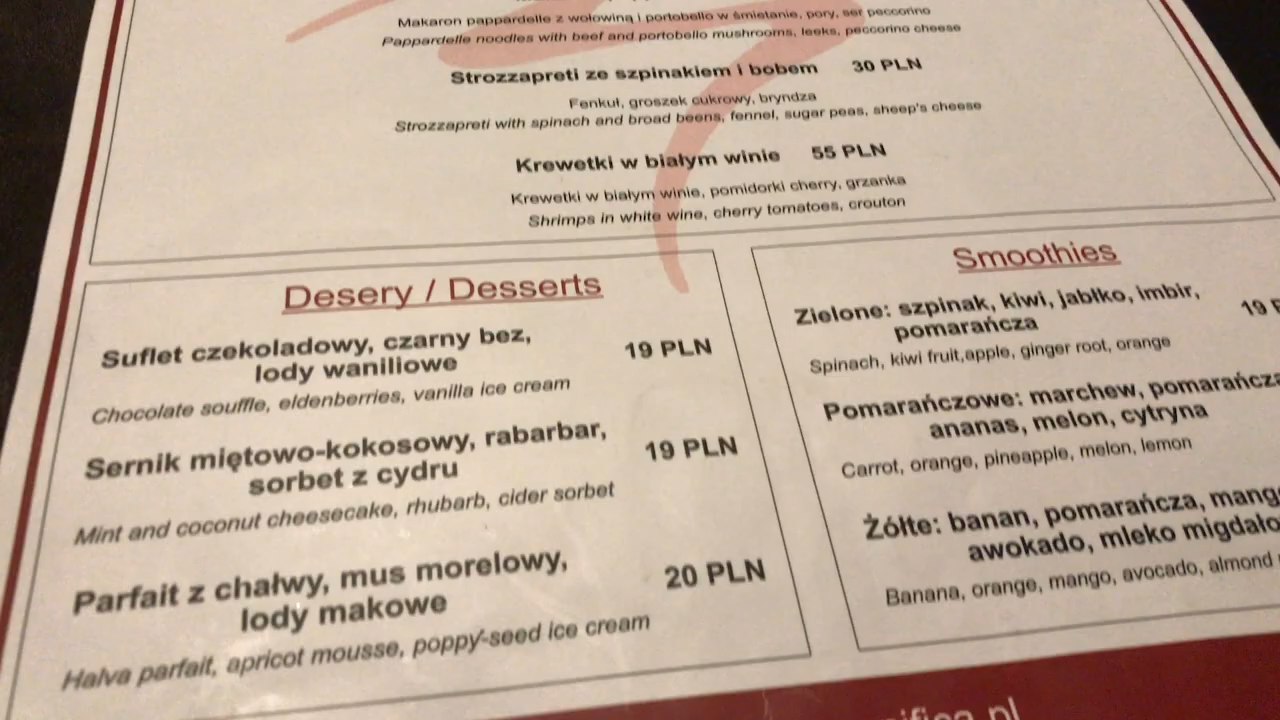 Makaron pappardelle z wołowiną i portobello w śmietanie, pory, ser peccorino
Pappardelle noodles with beef and portobello mushrooms, leeks, peccorino cheese
Strozzapreti ze szpinakiem i bobem 30 PLN
Fenkuł, groszek cukrowy, bryndza
Strozzapreti with spinach and broad beens, fennel, sugar peas, sheep's cheese
Krewetki w białym winie 55 PLN
Krewetki w białym winie, pomidorki cherry, grzanka
Shrimps in white wine, cherry tomatoes, crouton
Desery / Desserts
Suflet czekoladowy, czarny bez, 19 PLN
lody waniliowe
Chocolate souffle, eldenberries, vanilla ice cream
Sernik miętowo-kokosowy, rabarbar, 19 PLN
sorbet z cydru
Mint and coconut cheesecake, rhubarb, cider sorbet
Parfait z chałwy, mus morelowy, 20 PLN
lody makowe
Halva parfait, apricot mousse, poppy-seed ice cream
Smoothies
Zielone: szpinak, kiwi, jabłko, imbir, 19
pomarańcza
Spinach, kiwi fruit,apple, ginger root, orange
Pomarańczowe: marchew, pomarańcza
ananas, melon, cytryna
Carrot, orange, pineapple, melon, lemon
Żółte: banan, pomarańcza, mango
awokado, mleko migdało
Banana, orange, mango, avocado, almond